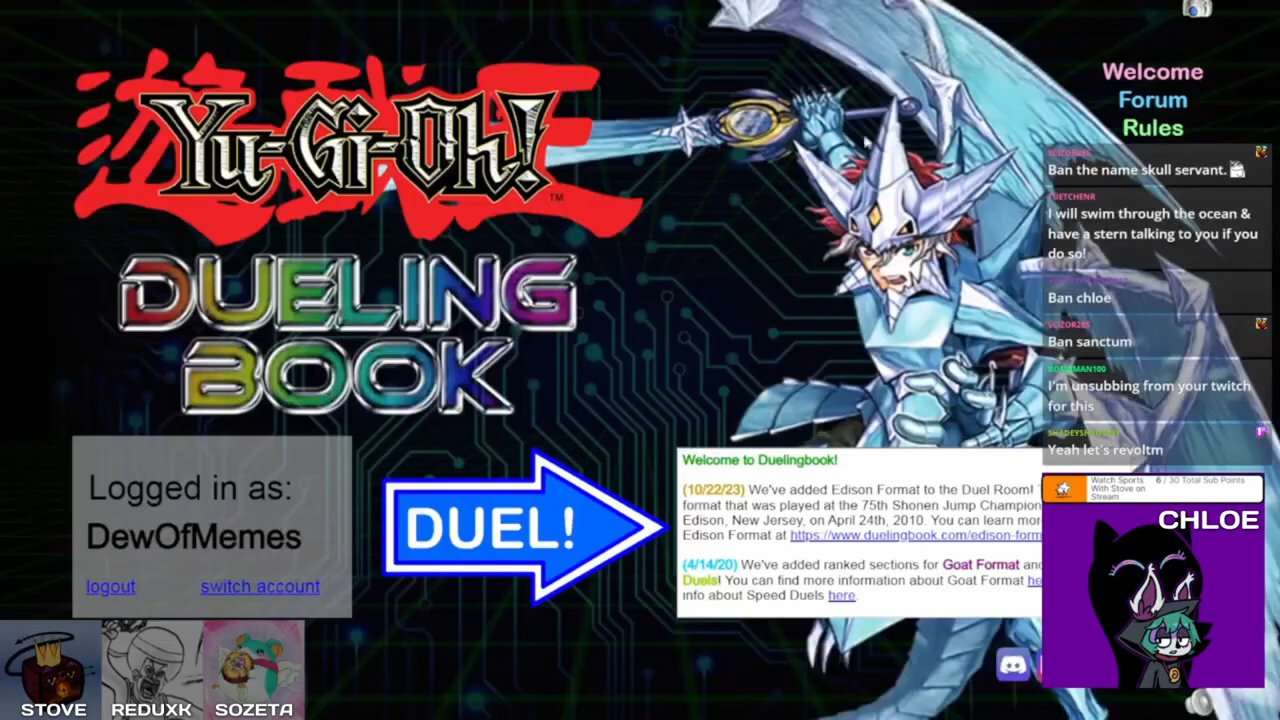 遊戯王
Yu-Gi-Oh!
TM
DUELING
BOOK
Logged in as:
DewOfMemes
logout switch account
DUEL!
Welcome to Duelingbook!
(10/22/23) We've added Edison Format to the Duel Room!
format that was played at the 75th Shonen Jump Champion
Edison, New Jersey, on April 24th, 2010. You can learn mor
Edison Format at https://www.duelingbook.com/edison-form
(4/14/20) We've added ranked sections for Goat Format and
Duels! You can find more information about Goat Format he
info about Speed Duels here.
Welcome
Forum
Rules
Ban the name skull servant.
I will swim through the ocean &
have a stern talking to you if you
do so!
Ban chloe
Ban sanctum
I'm unsubbing from your twitch
for this
Yeah let's revoltm
Watch Sports
With Stove on
Stream
6 / 30 Total Sub Points
CHLOE
STOVE REDUXK SOZETA